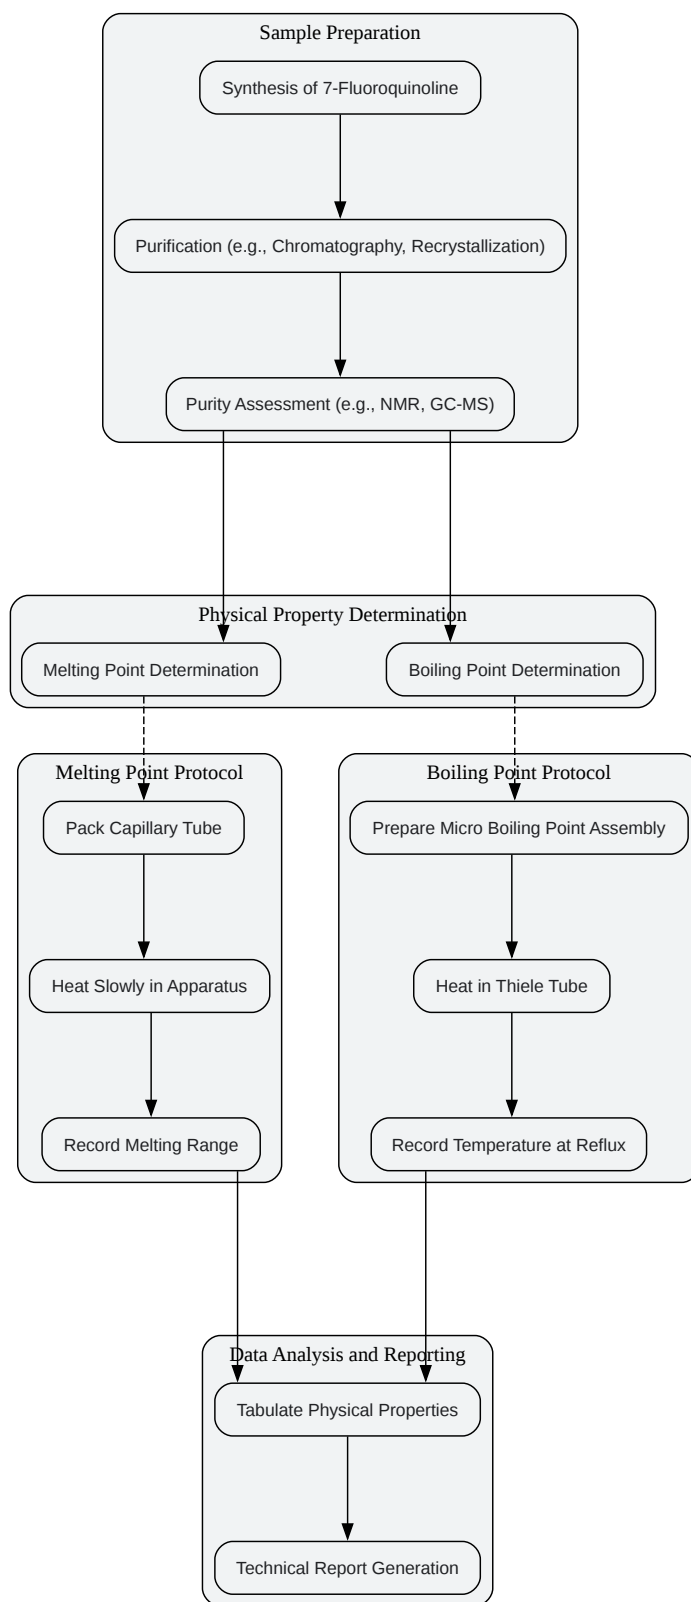 Sample Preparation
Synthesis of 7-Fluoroquinoline
Purification (e.g., Chromatography, Recrystallization)
Purity Assessment (e.g., NMR, GC-MS)
Physical Property Determination
Melting Point Determination
Boiling Point Determination
Melting Point Protocol
Pack Capillary Tube
Heat Slowly in Apparatus
Record Melting Range
Boiling Point Protocol
Prepare Micro Boiling Point Assembly
Heat in Thiele Tube
Record Temperature at Reflux
Data Analysis and Reporting
Tabulate Physical Properties
Technical Report Generation